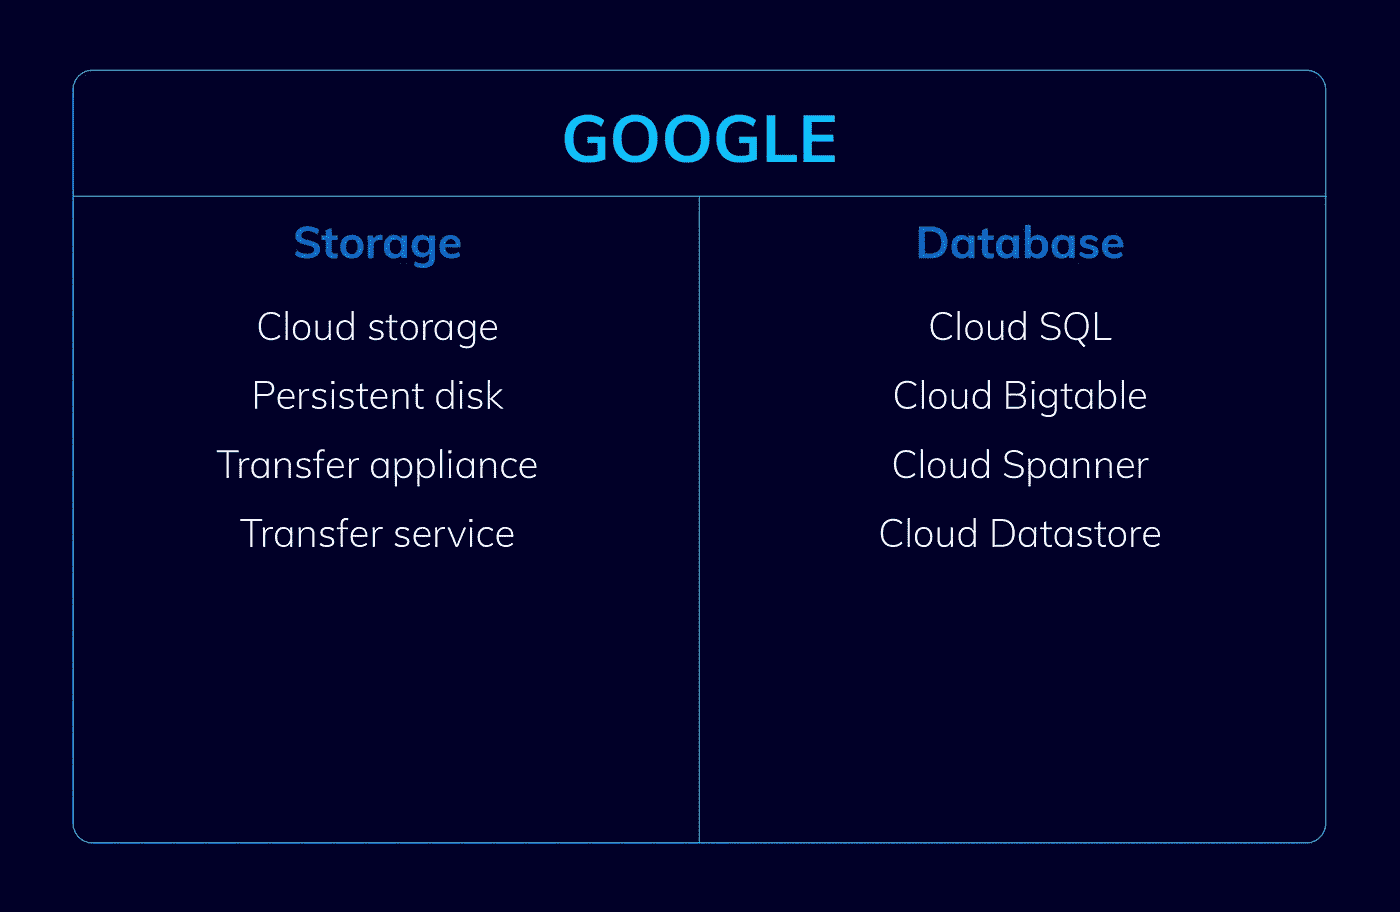 GOOGLE
Storage
Cloud storage
Persistent disk
Transfer appliance
Transfer service
Database
Cloud SQL
Cloud Bigtable
Cloud Spanner
Cloud Datastore